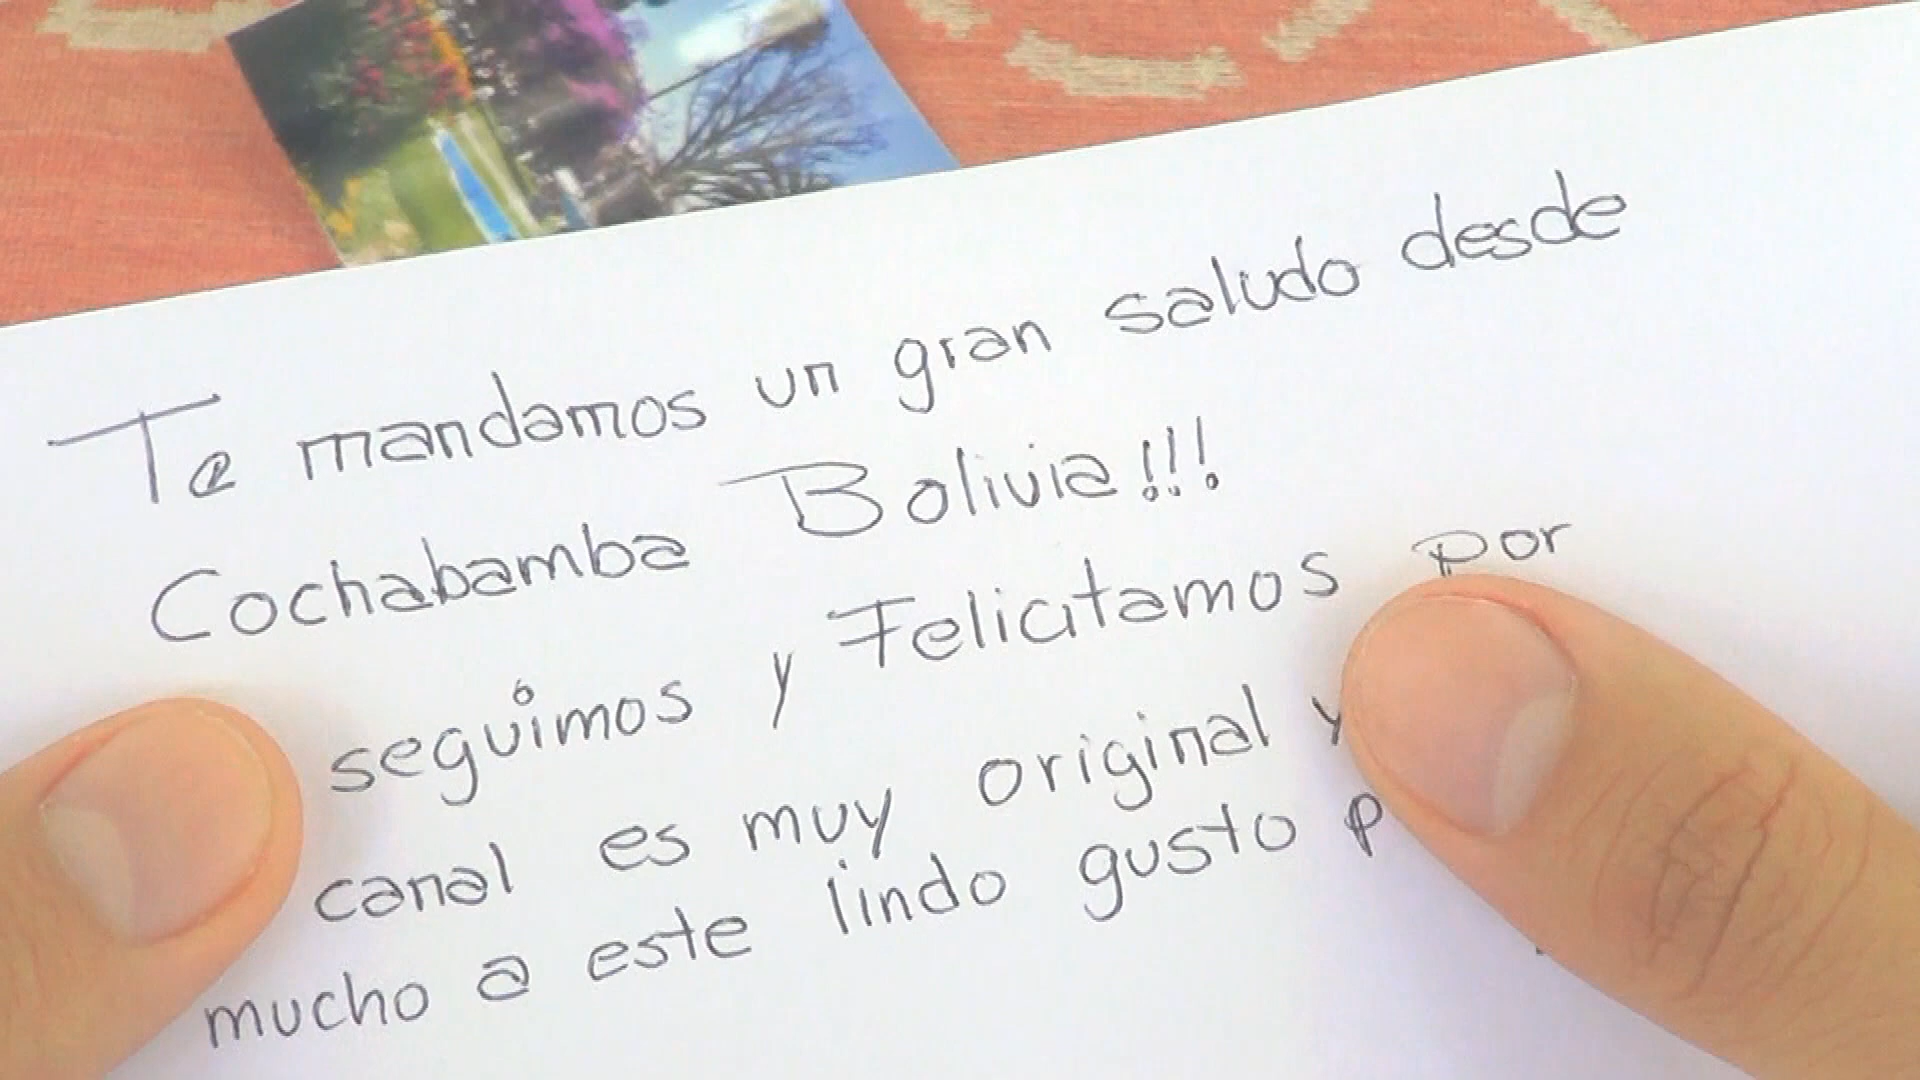 Te mandamos un gran saludo desde
Cochabamba Bolivia!!!
seguimos y Felicitamos por
canal es muy original y
mucho a este lindo gusto